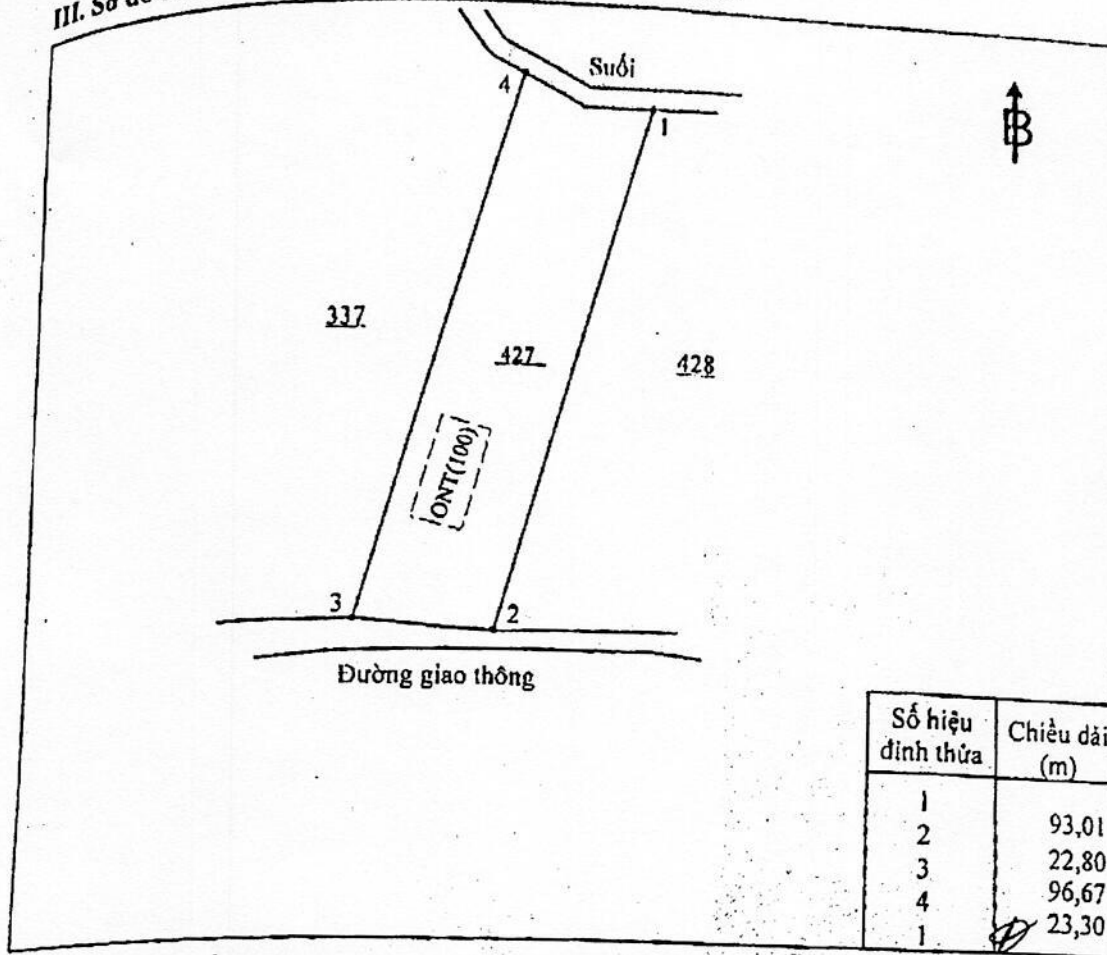 III. Sơ đồ
Suối
4
1
B
337
427
428
ONT(100)
3
2
Đường giao thông
Số hiệu đỉnh thửa Chiều dài (m)
1
93,01
2
22,80
3
96,67
4
23,30
1